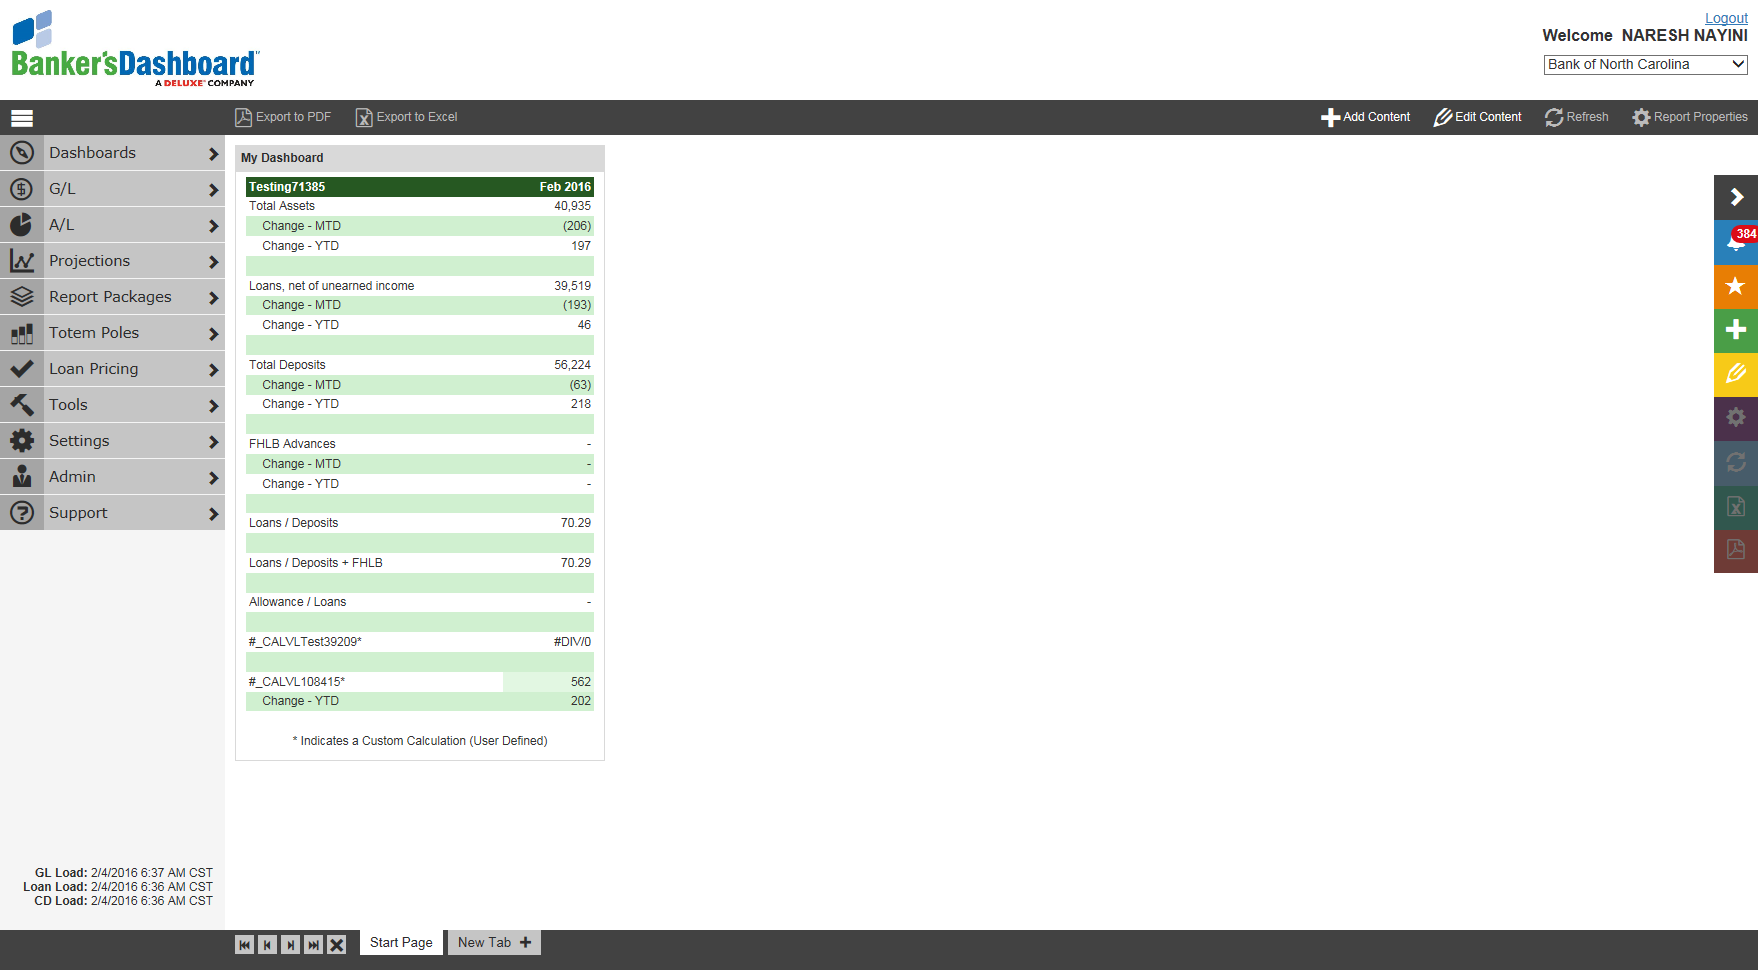 Logout
Banker'sDashboard
A DELUXE COMPANY
Welcome NARESH NAYINI
Bank of North Carolina
Export to PDF
Export to Excel
Add Content
Edit Content
Refresh
Report Properties
Dashboards
G/L
A/L
Projections
Report Packages
Totem Poles
Loan Pricing
Tools
Settings
Admin
Support
My Dashboard
Testing71385 Feb 2016
Total Assets 40,935
Change - MTD (206)
Change - YTD 197
Loans, net of unearned income 39,519
Change - MTD (193)
Change - YTD 46
Total Deposits 56,224
Change - MTD (63)
Change - YTD 218
FHLB Advances -
Change - MTD -
Change - YTD -
Loans / Deposits 70.29
Loans / Deposits + FHLB 70.29
Allowance / Loans -
#_CALVLTest39209* #DIV/0
#_CALVL108415* 562
Change - YTD 202
* Indicates a Custom Calculation (User Defined)
384
GL Load: 2/4/2016 6:37 AM CST
Loan Load: 2/4/2016 6:36 AM CST
CD Load: 2/4/2016 6:36 AM CST
Start Page
New Tab